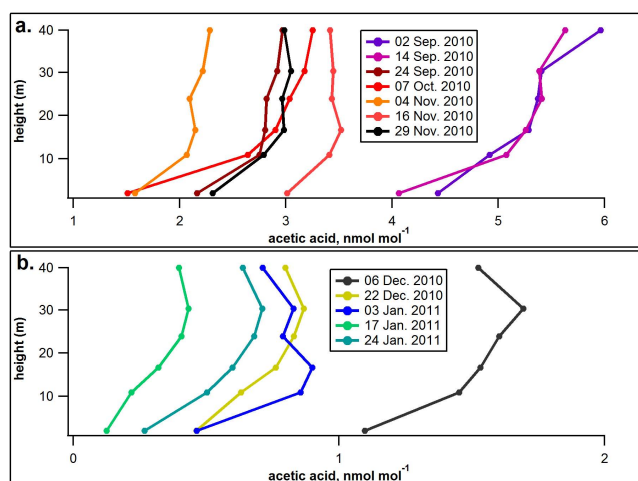 a.
40
30
20
10
height (m)
02 Sep. 2010
14 Sep. 2010
24 Sep. 2010
07 Oct. 2010
04 Nov. 2010
16 Nov. 2010
29 Nov. 2010
1 2 3 4 5 6
acetic acid, nmol mol⁻¹
b.
40
30
20
10
height (m)
06 Dec. 2010
22 Dec. 2010
03 Jan. 2011
17 Jan. 2011
24 Jan. 2011
0 1 2
acetic acid, nmol mol⁻¹